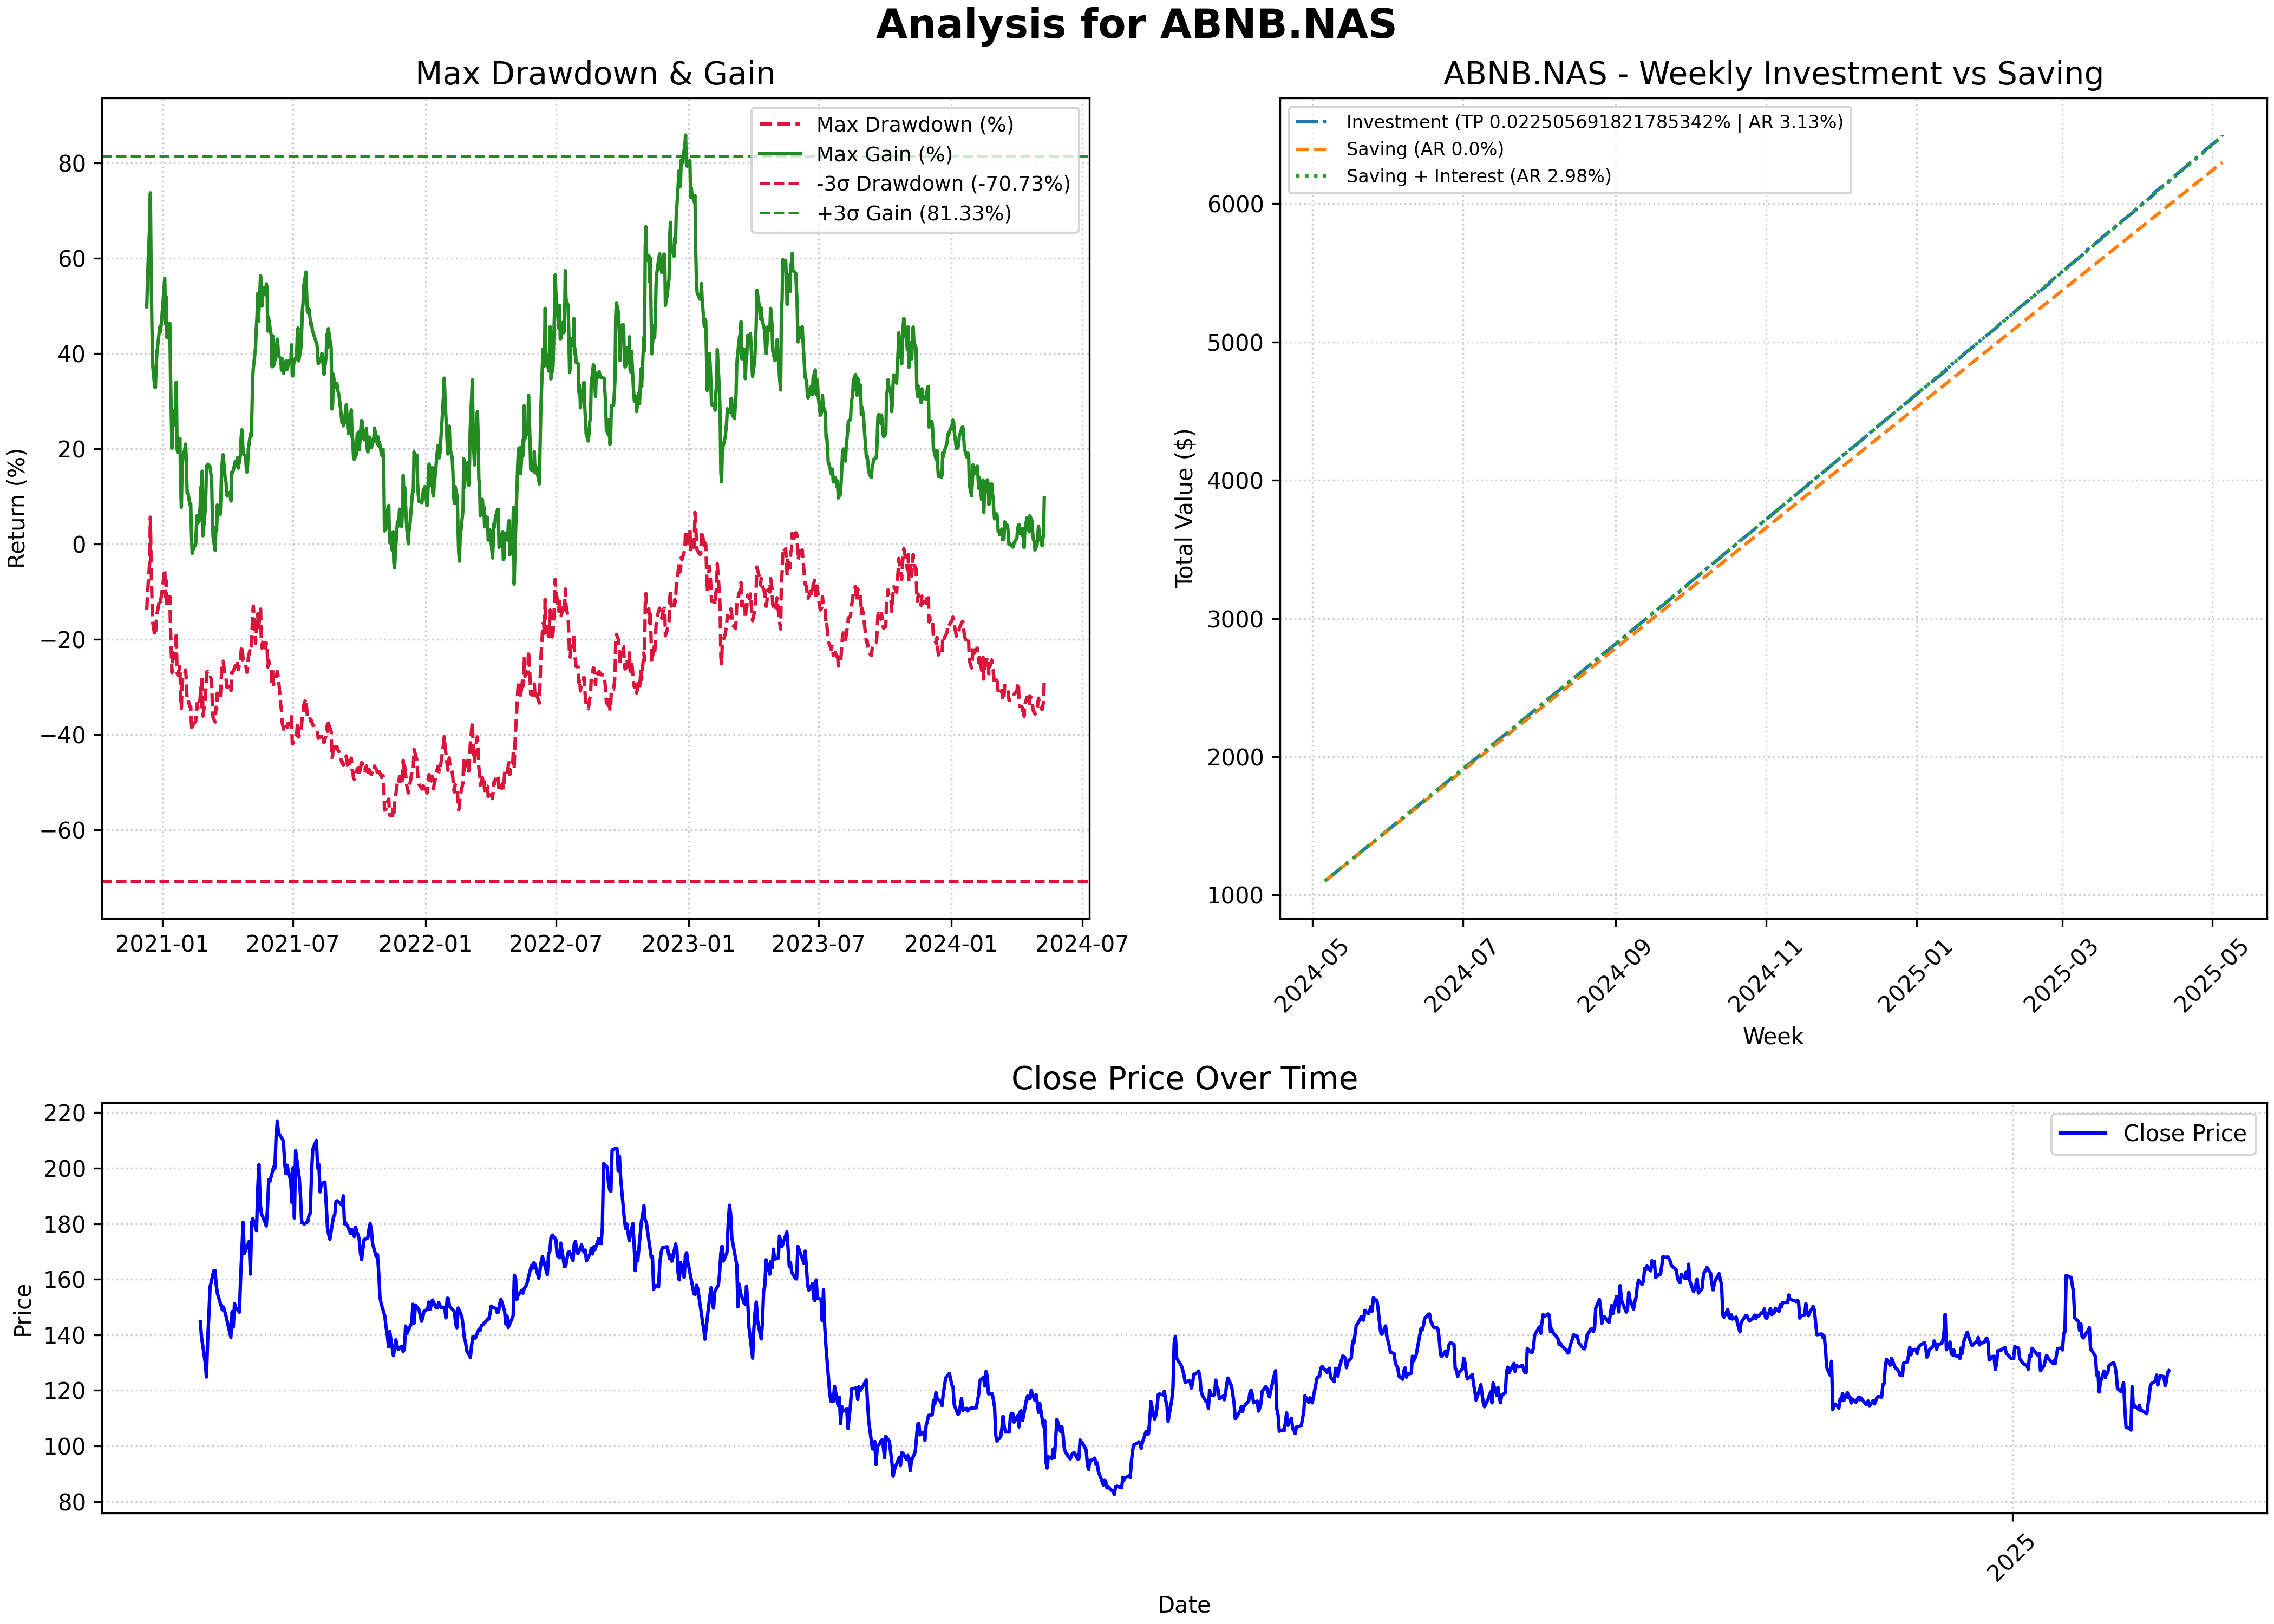 Analysis for ABNB.NAS
Max Drawdown & Gain
Max Drawdown (%)
Max Gain (%)
-3σ Drawdown (-70.73%)
+3σ Gain (81.33%)
Return (%)
80
60
40
20
0
−20
−40
−60
2021-01
2021-07
2022-01
2022-07
2023-01
2023-07
2024-01
2024-07
ABNB.NAS - Weekly Investment vs Saving
Investment (TP 0.022505691821785342% | AR 3.13%)
Saving (AR 0.0%)
Saving + Interest (AR 2.98%)
Total Value ($)
6000
5000
4000
3000
2000
1000
2024-05
2024-07
2024-09
2024-11
2025-01
2025-03
2025-05
Week
Close Price Over Time
Close Price
Price
220
200
180
160
140
120
100
80
2025
Date